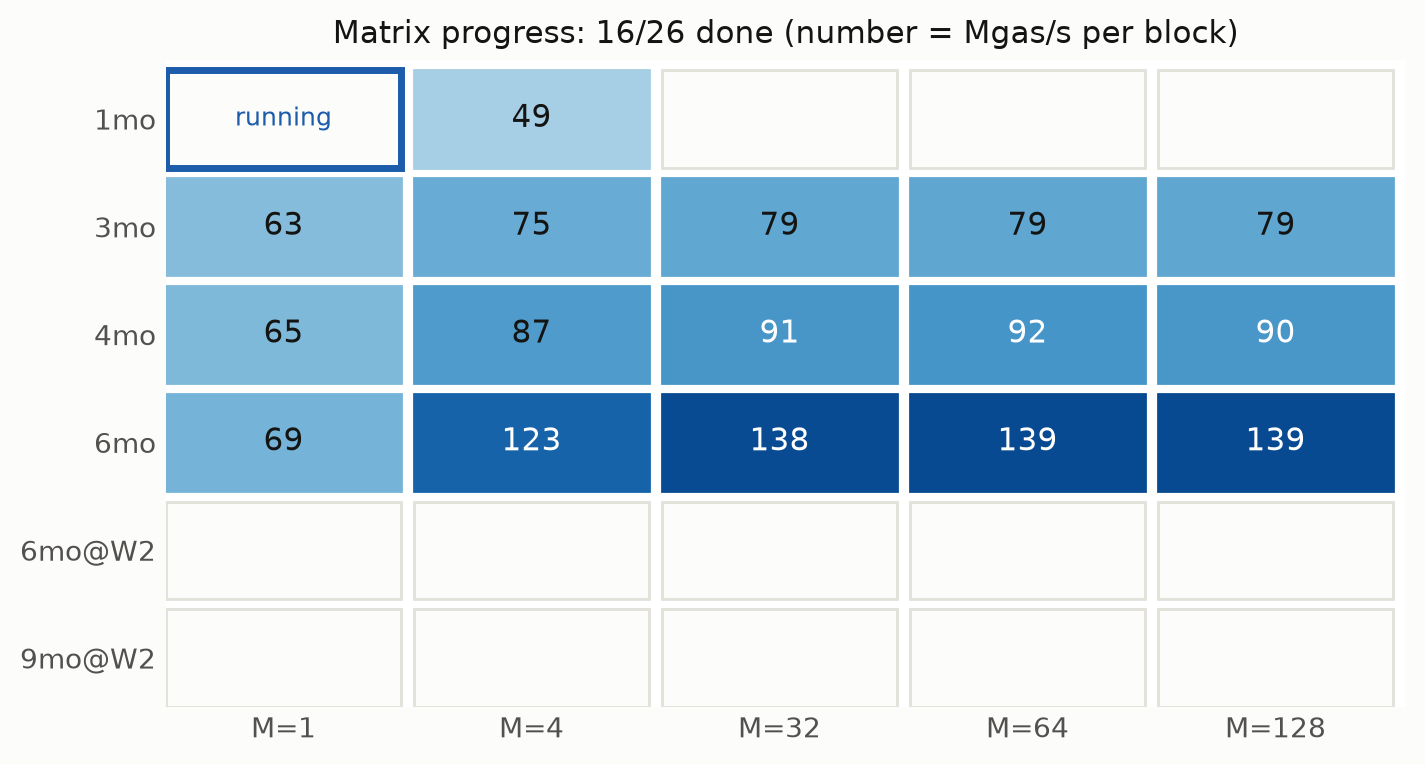 Matrix progress: 16/26 done (number = Mgas/s per block)
1mo running 49
3mo 63 75 79 79 79
4mo 65 87 91 92 90
6mo 69 123 138 139 139
6mo@W2
9mo@W2
M=1 M=4 M=32 M=64 M=128